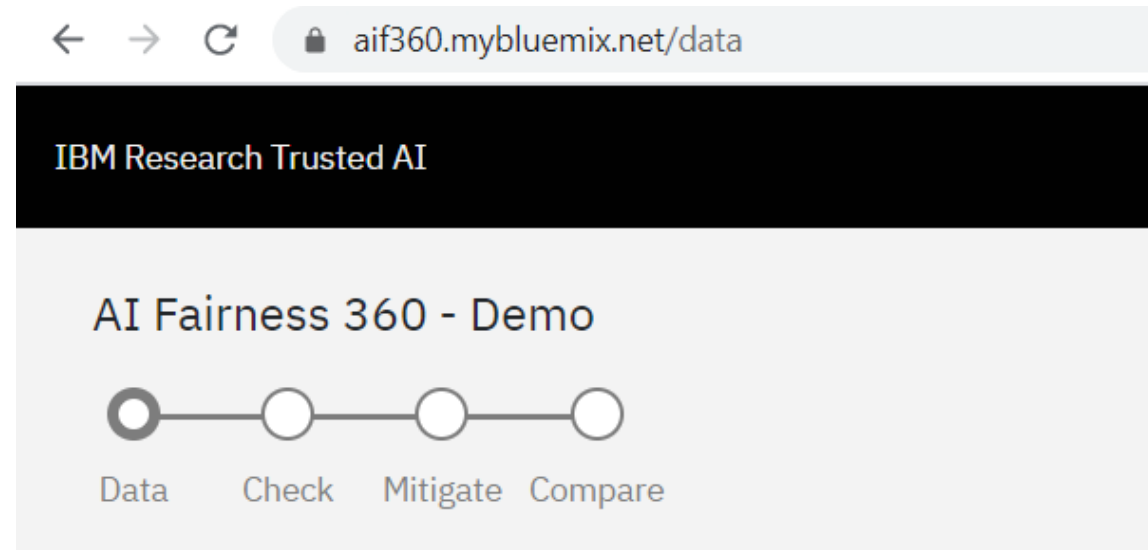 aif360.mybluemix.net/data
IBM Research Trusted AI
AI Fairness 360 - Demo
Data Check Mitigate Compare